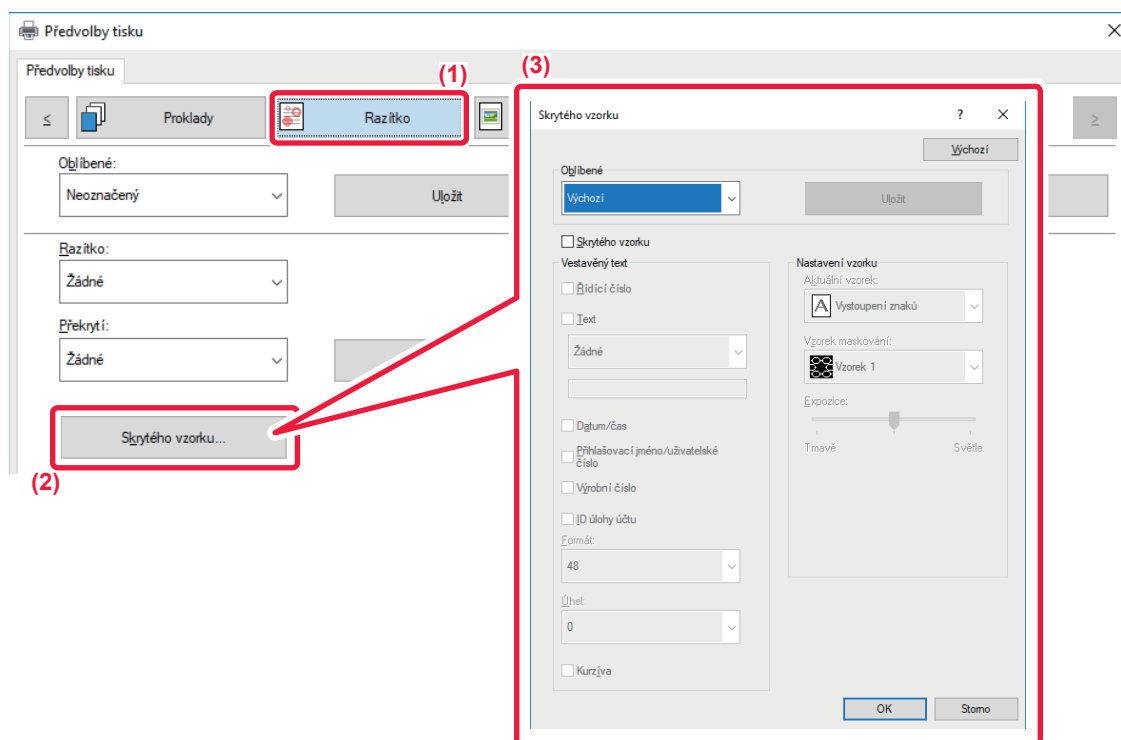 Předvolby tisku
Předvolby tisku
(1)
(3)
≤
Proklady
Razítko
≥
Oblíbené:
Neoznačený
Uložit
Razítko:
Žádné
Překrytí:
Žádné
Skrytého vzorku...
(2)
Skrytého vzorku
?
Výchozí
Oblíbené
Výchozí
Uložit
Skrytého vzorku
Vestavěný text
Řídicí číslo
Text
Žádné
Datum/čas
Přihlašovací jméno/uživatelské
číslo
Výrobní číslo
ID úlohy účtu
Formát:
48
Úhel:
0
Kurzíva
Nastavení vzorku
Aktuální vzorek:
A Vystoupení znaků
Vzorek maskování:
Vzorek 1
Expozice:
Tmavě Světle
OK
Storno